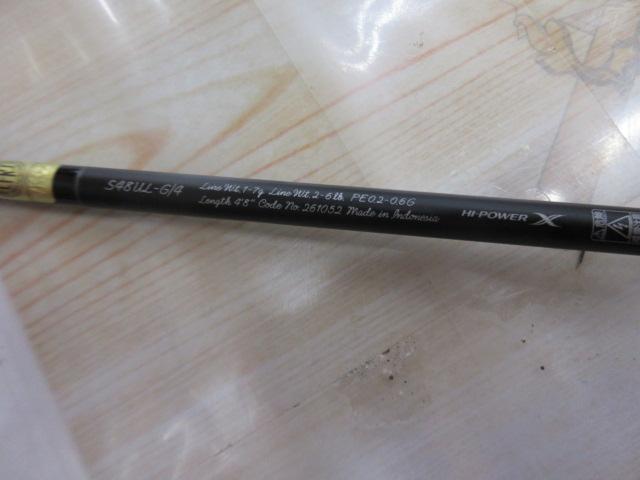 S48UL-G/4
Lure Wt. 1-7g Line Wt. 2-6lb. PE0.2-0.6G
Length 4'8" Code No 261052 Made in Indonesia
HI-POWER X